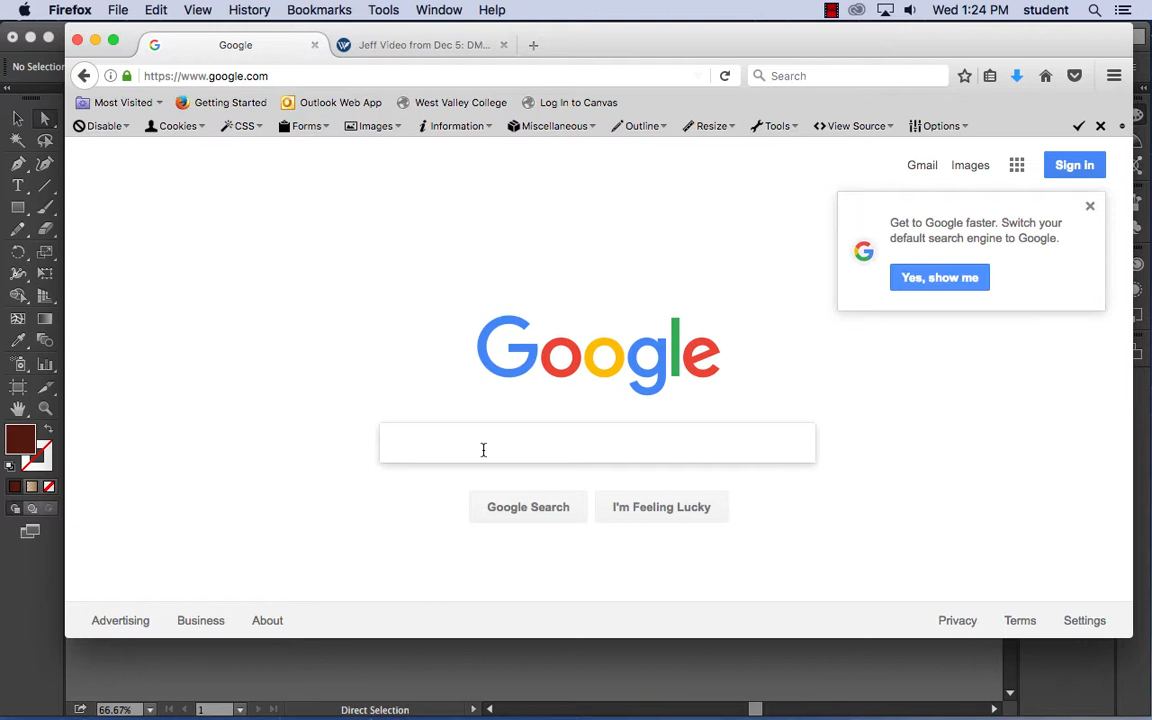 Firefox File Edit View History Bookmarks Tools Window Help Wed 1:24 PM student
No Selection
Google Jeff Video from Dec 5: DM...
https://www.google.com Search
Most Visited Getting Started Outlook Web App West Valley College Log In to Canvas
Disable Cookies CSS Forms Images Information Miscellaneous Outline Resize Tools View Source Options
Gmail Images Sign in
Get to Google faster. Switch your
default search engine to Google.
Yes, show me
Google
Google Search I'm Feeling Lucky
Advertising Business About Privacy Terms Settings
66.67% 1 Direct Selection